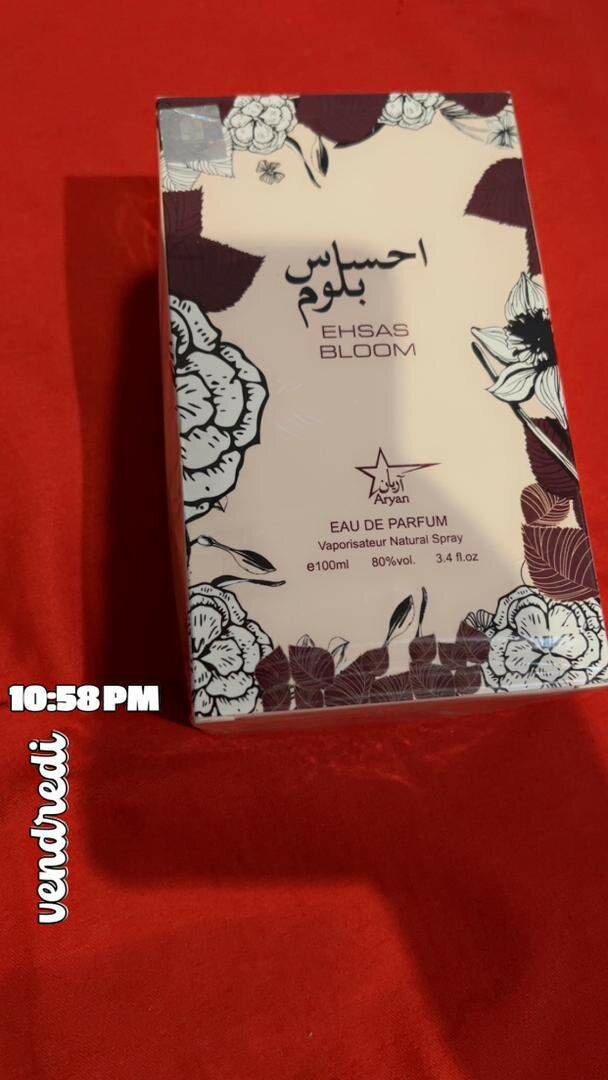 احساس
بلوم
EHSAS
BLOOM
آريان
Aryan
EAU DE PARFUM
Vaporisateur Natural Spray
e100ml 80%vol. 3.4 fl.oz
10:58 PM
vendredi